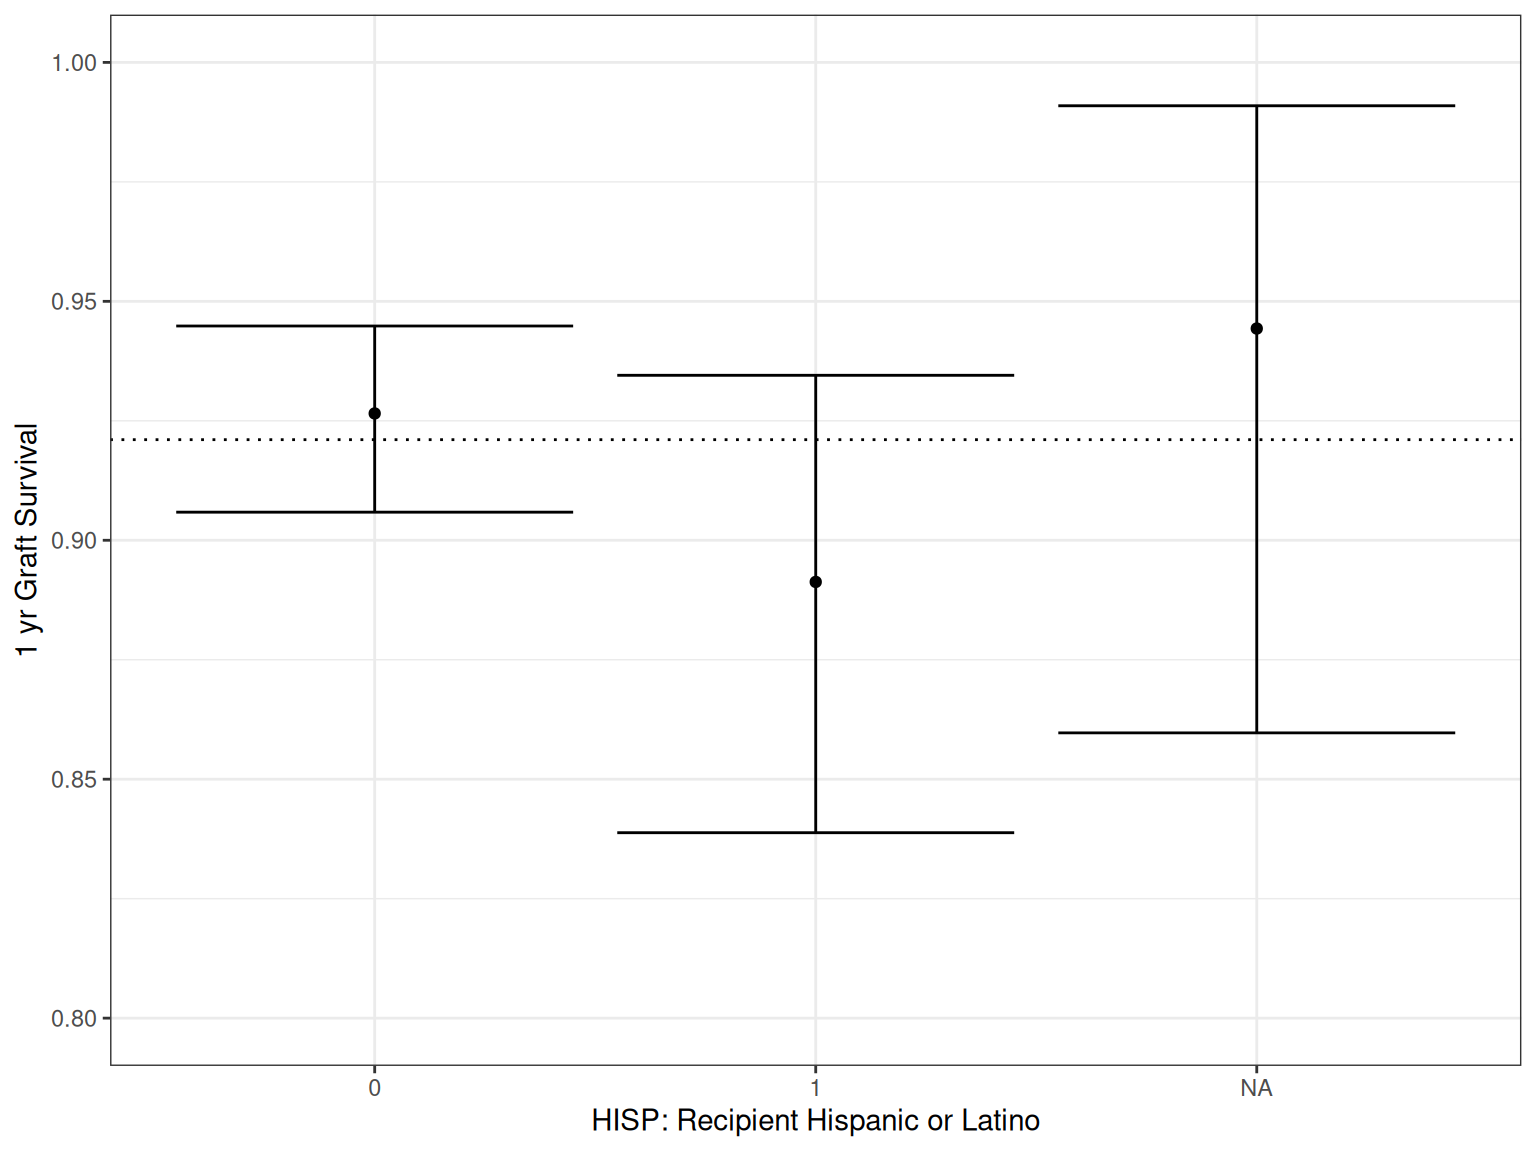 1.00
0.95
0.90
0.85
0.80
1 yr Graft Survival
0
1
NA
HISP: Recipient Hispanic or Latino